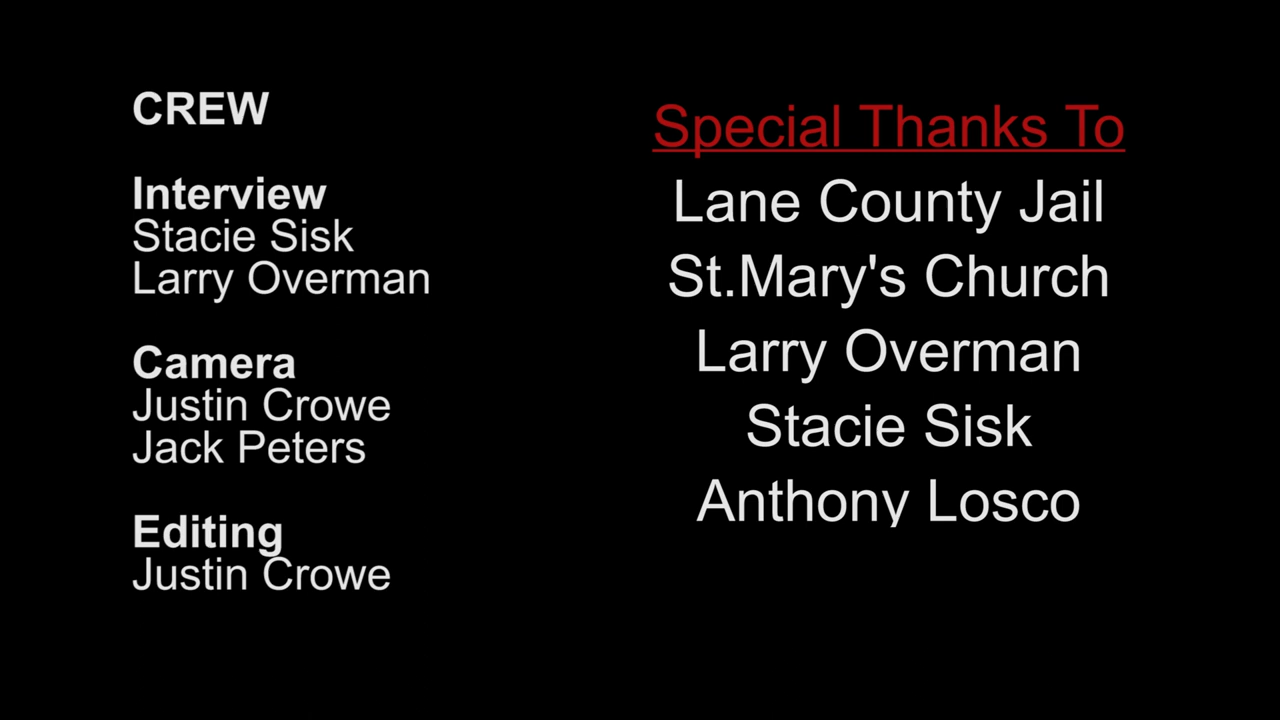 CREW
Interview
Stacie Sisk
Larry Overman
Camera
Justin Crowe
Jack Peters
Editing
Justin Crowe
Special Thanks To
Lane County Jail
St.Mary's Church
Larry Overman
Stacie Sisk
Anthony Losco